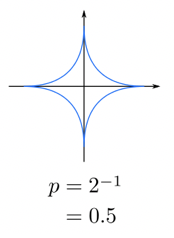 p = 2⁻¹
= 0.5